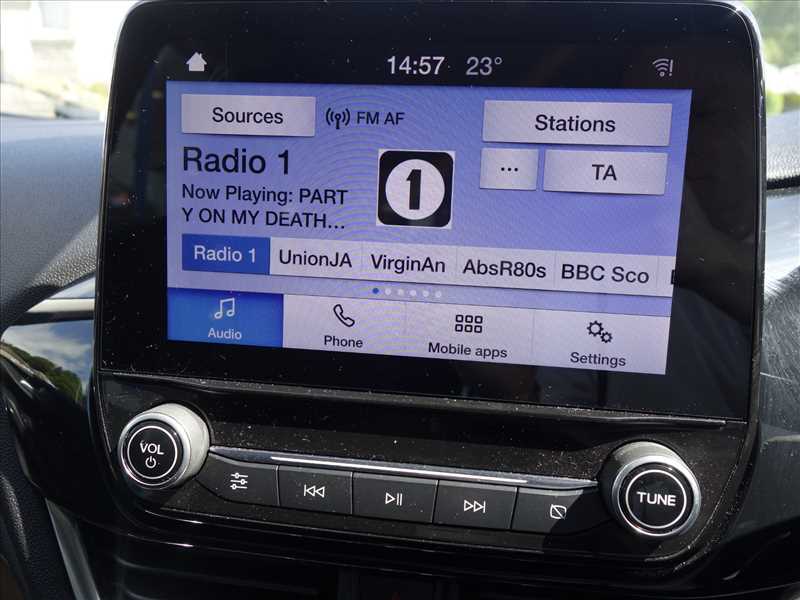 14:57 23°
Sources FM AF Stations
Radio 1
1
... TA
Now Playing: PART
Y ON MY DEATH...
Radio 1 UnionJA VirginAn AbsR80s BBC Sco
Audio Phone Mobile apps Settings
VOL
TUNE